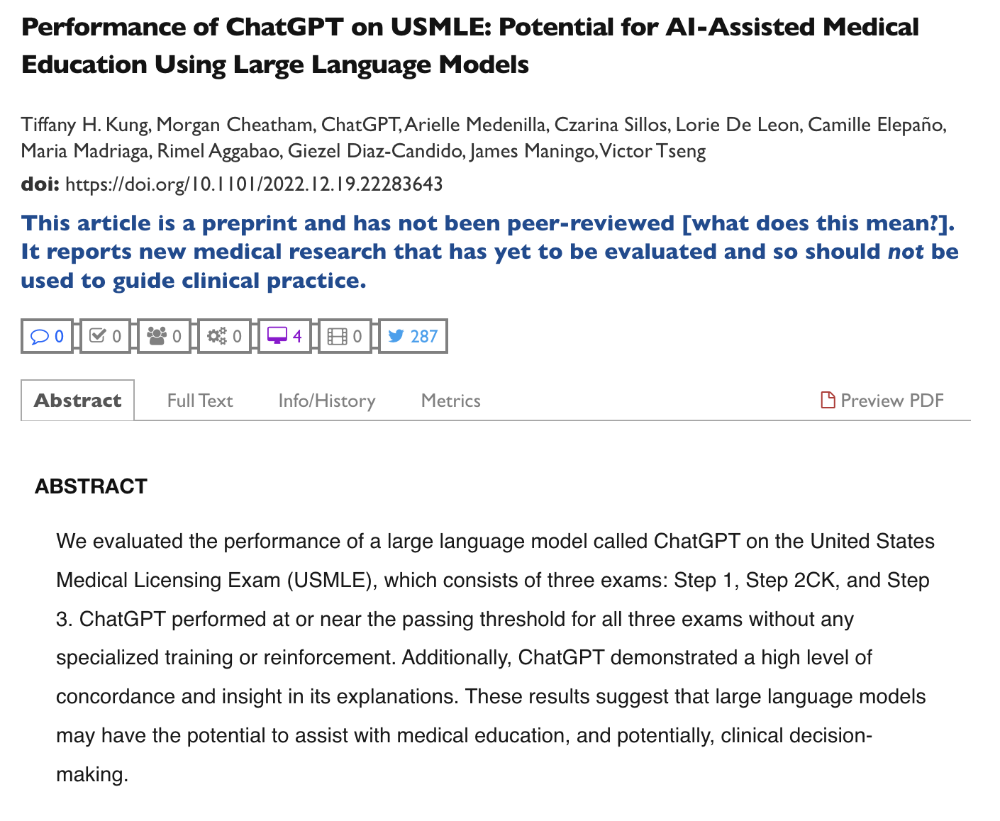 Performance of ChatGPT on USMLE: Potential for AI-Assisted Medical
Education Using Large Language Models
Tiffany H. Kung, Morgan Cheatham, ChatGPT, Arielle Medenilla, Czarina Sillos, Lorie De Leon, Camille Elepaño,
Maria Madriaga, Rimel Aggabao, Giezel Diaz-Candido, James Maningo, Victor Tseng
doi: https://doi.org/10.1101/2022.12.19.22283643
This article is a preprint and has not been peer-reviewed [what does this mean?].
It reports new medical research that has yet to be evaluated and so should not be
used to guide clinical practice.
0 0 0 0 4 0 287
Abstract Full Text Info/History Metrics Preview PDF
ABSTRACT
We evaluated the performance of a large language model called ChatGPT on the United States
Medical Licensing Exam (USMLE), which consists of three exams: Step 1, Step 2CK, and Step
3. ChatGPT performed at or near the passing threshold for all three exams without any
specialized training or reinforcement. Additionally, ChatGPT demonstrated a high level of
concordance and insight in its explanations. These results suggest that large language models
may have the potential to assist with medical education, and potentially, clinical decision-
making.